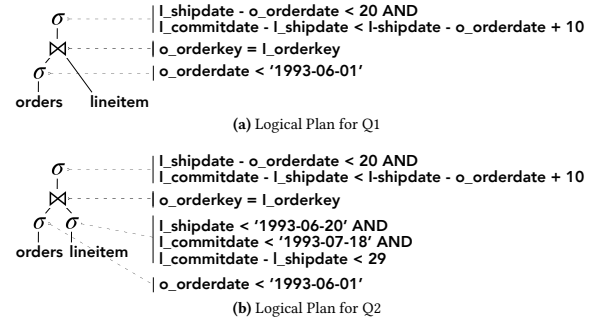 σ
l_shipdate - o_orderdate < 20 AND
l_commitdate - l_shipdate < l-shipdate - o_orderdate + 10
⋈
o_orderkey = l_orderkey
σ
o_orderdate < '1993-06-01'
orders lineitem
(a) Logical Plan for Q1
σ
l_shipdate - o_orderdate < 20 AND
l_commitdate - l_shipdate < l-shipdate - o_orderdate + 10
⋈
o_orderkey = l_orderkey
σ σ
l_shipdate < '1993-06-20' AND
l_commitdate < '1993-07-18' AND
l_commitdate - l_shipdate < 29
orders lineitem
o_orderdate < '1993-06-01'
(b) Logical Plan for Q2